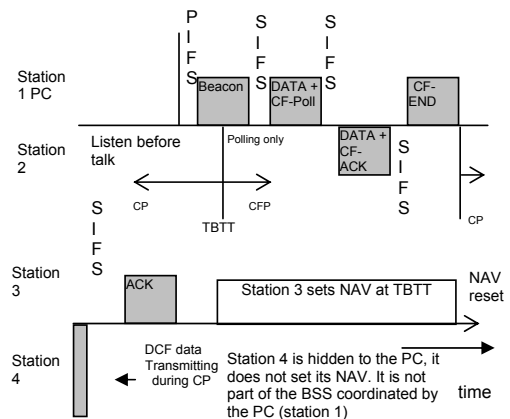 P
I
F
S
S
I
F
S
S
I
F
S
Station
1 PC
Beacon
DATA +
CF-Poll
CF-
END
Listen before
talk
Polling only
Station
2
DATA +
CF-
ACK
S
I
F
S
CP
CFP
TBTT
CP
S
I
F
S
Station
3
ACK
Station 3 sets NAV at TBTT
NAV
reset
Station
4
DCF data
Transmitting
during CP
Station 4 is hidden to the PC, it
does not set its NAV. It is not
part of the BSS coordinated by
the PC (station 1)
time